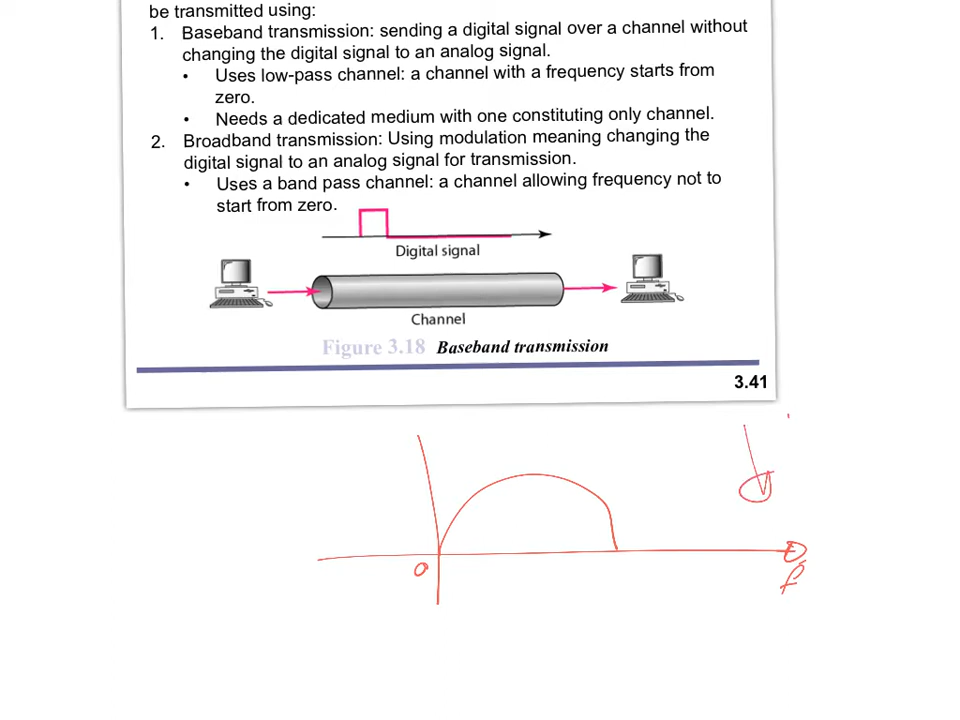 be transmitted using:
1. Baseband transmission: sending a digital signal over a channel without
changing the digital signal to an analog signal.
• Uses low-pass channel: a channel with a frequency starts from
zero.
• Needs a dedicated medium with one constituting only channel.
2. Broadband transmission: Using modulation meaning changing the
digital signal to an analog signal for transmission.
• Uses a band pass channel: a channel allowing frequency not to
start from zero.
Digital signal
Channel
Figure 3.18 Baseband transmission
3.41
0
f